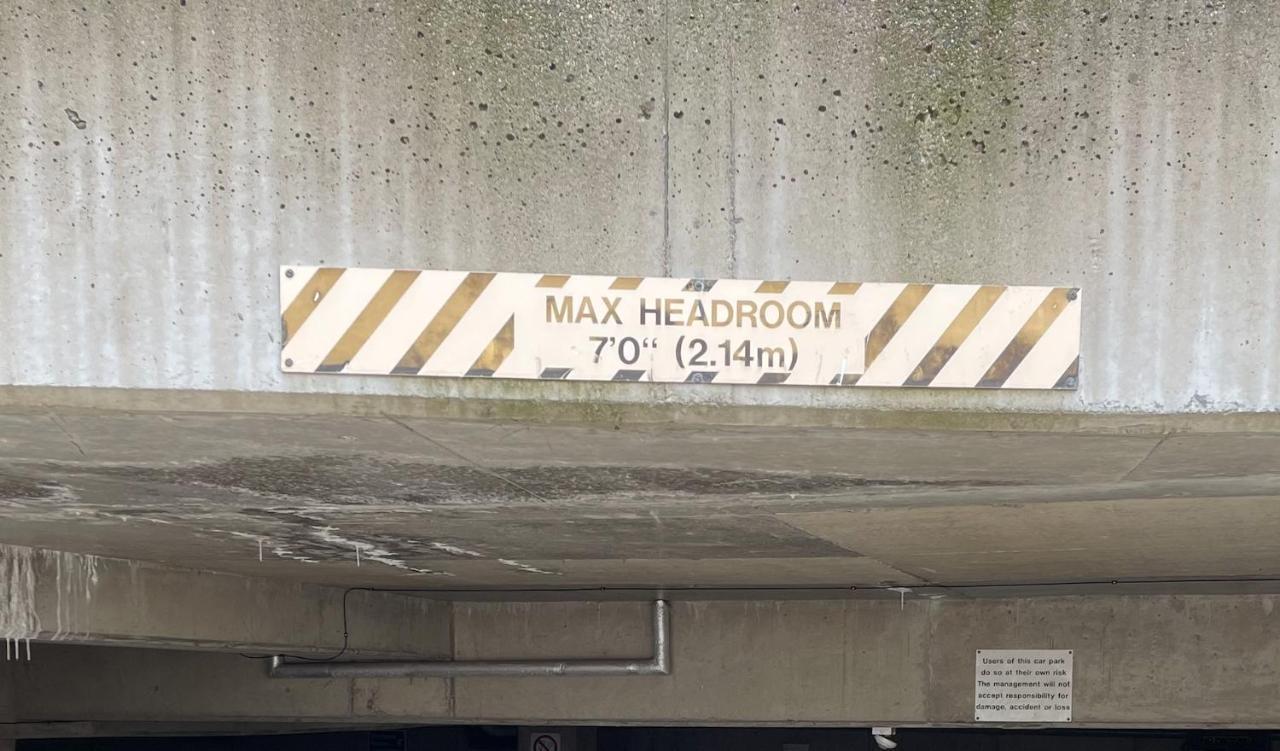 MAX HEADROOM
7'0“ (2.14m)
Users of this car park
do so at their own risk
The management will not
accept responsibility for
damage, accident or loss